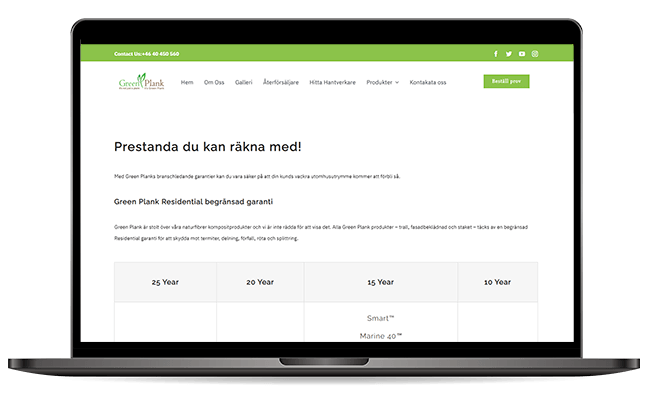 Contact Us:+46 40 450 560
Green Plank
Hem Om Oss Galleri Återförsäljare Hitta Hantverkare Produkter Kontakata oss
Beställ prov
Prestanda du kan räkna med!
Med Green Planks branschledande garantier kan du vara säker på att din kunds vackra utomhusutrymme kommer att förbli så.
Green Plank Residential begränsad garanti
Green Plank är stolt över våra naturfibrer kompositprodukter och vi är inte rädda för att visa det. Alla Green Plank produkter – trall, fasadbeklädnad och staket – täcks av en begränsad
Residential garanti för att skydda mot termiter, delning, förfall, röta och splittring.
25 Year 20 Year 15 Year 10 Year
Smart™
Marine 40™